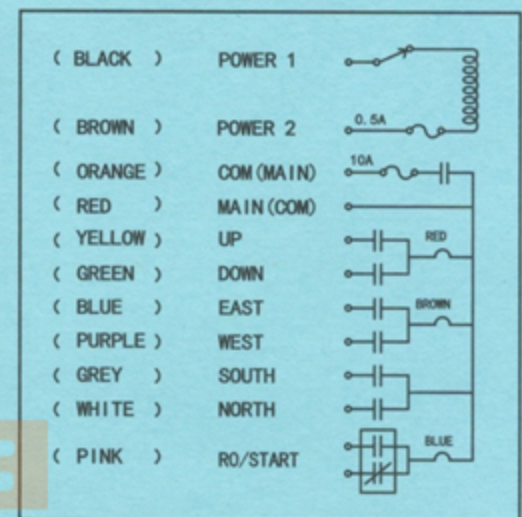 ( BLACK ) POWER 1
( BROWN ) POWER 2 0.5A
( ORANGE ) COM(MAIN) 10A
( RED ) MAIN(COM)
( YELLOW ) UP RED
( GREEN ) DOWN
( BLUE ) EAST BROWN
( PURPLE ) WEST
( GREY ) SOUTH
( WHITE ) NORTH
( PINK ) RO/START BLUE